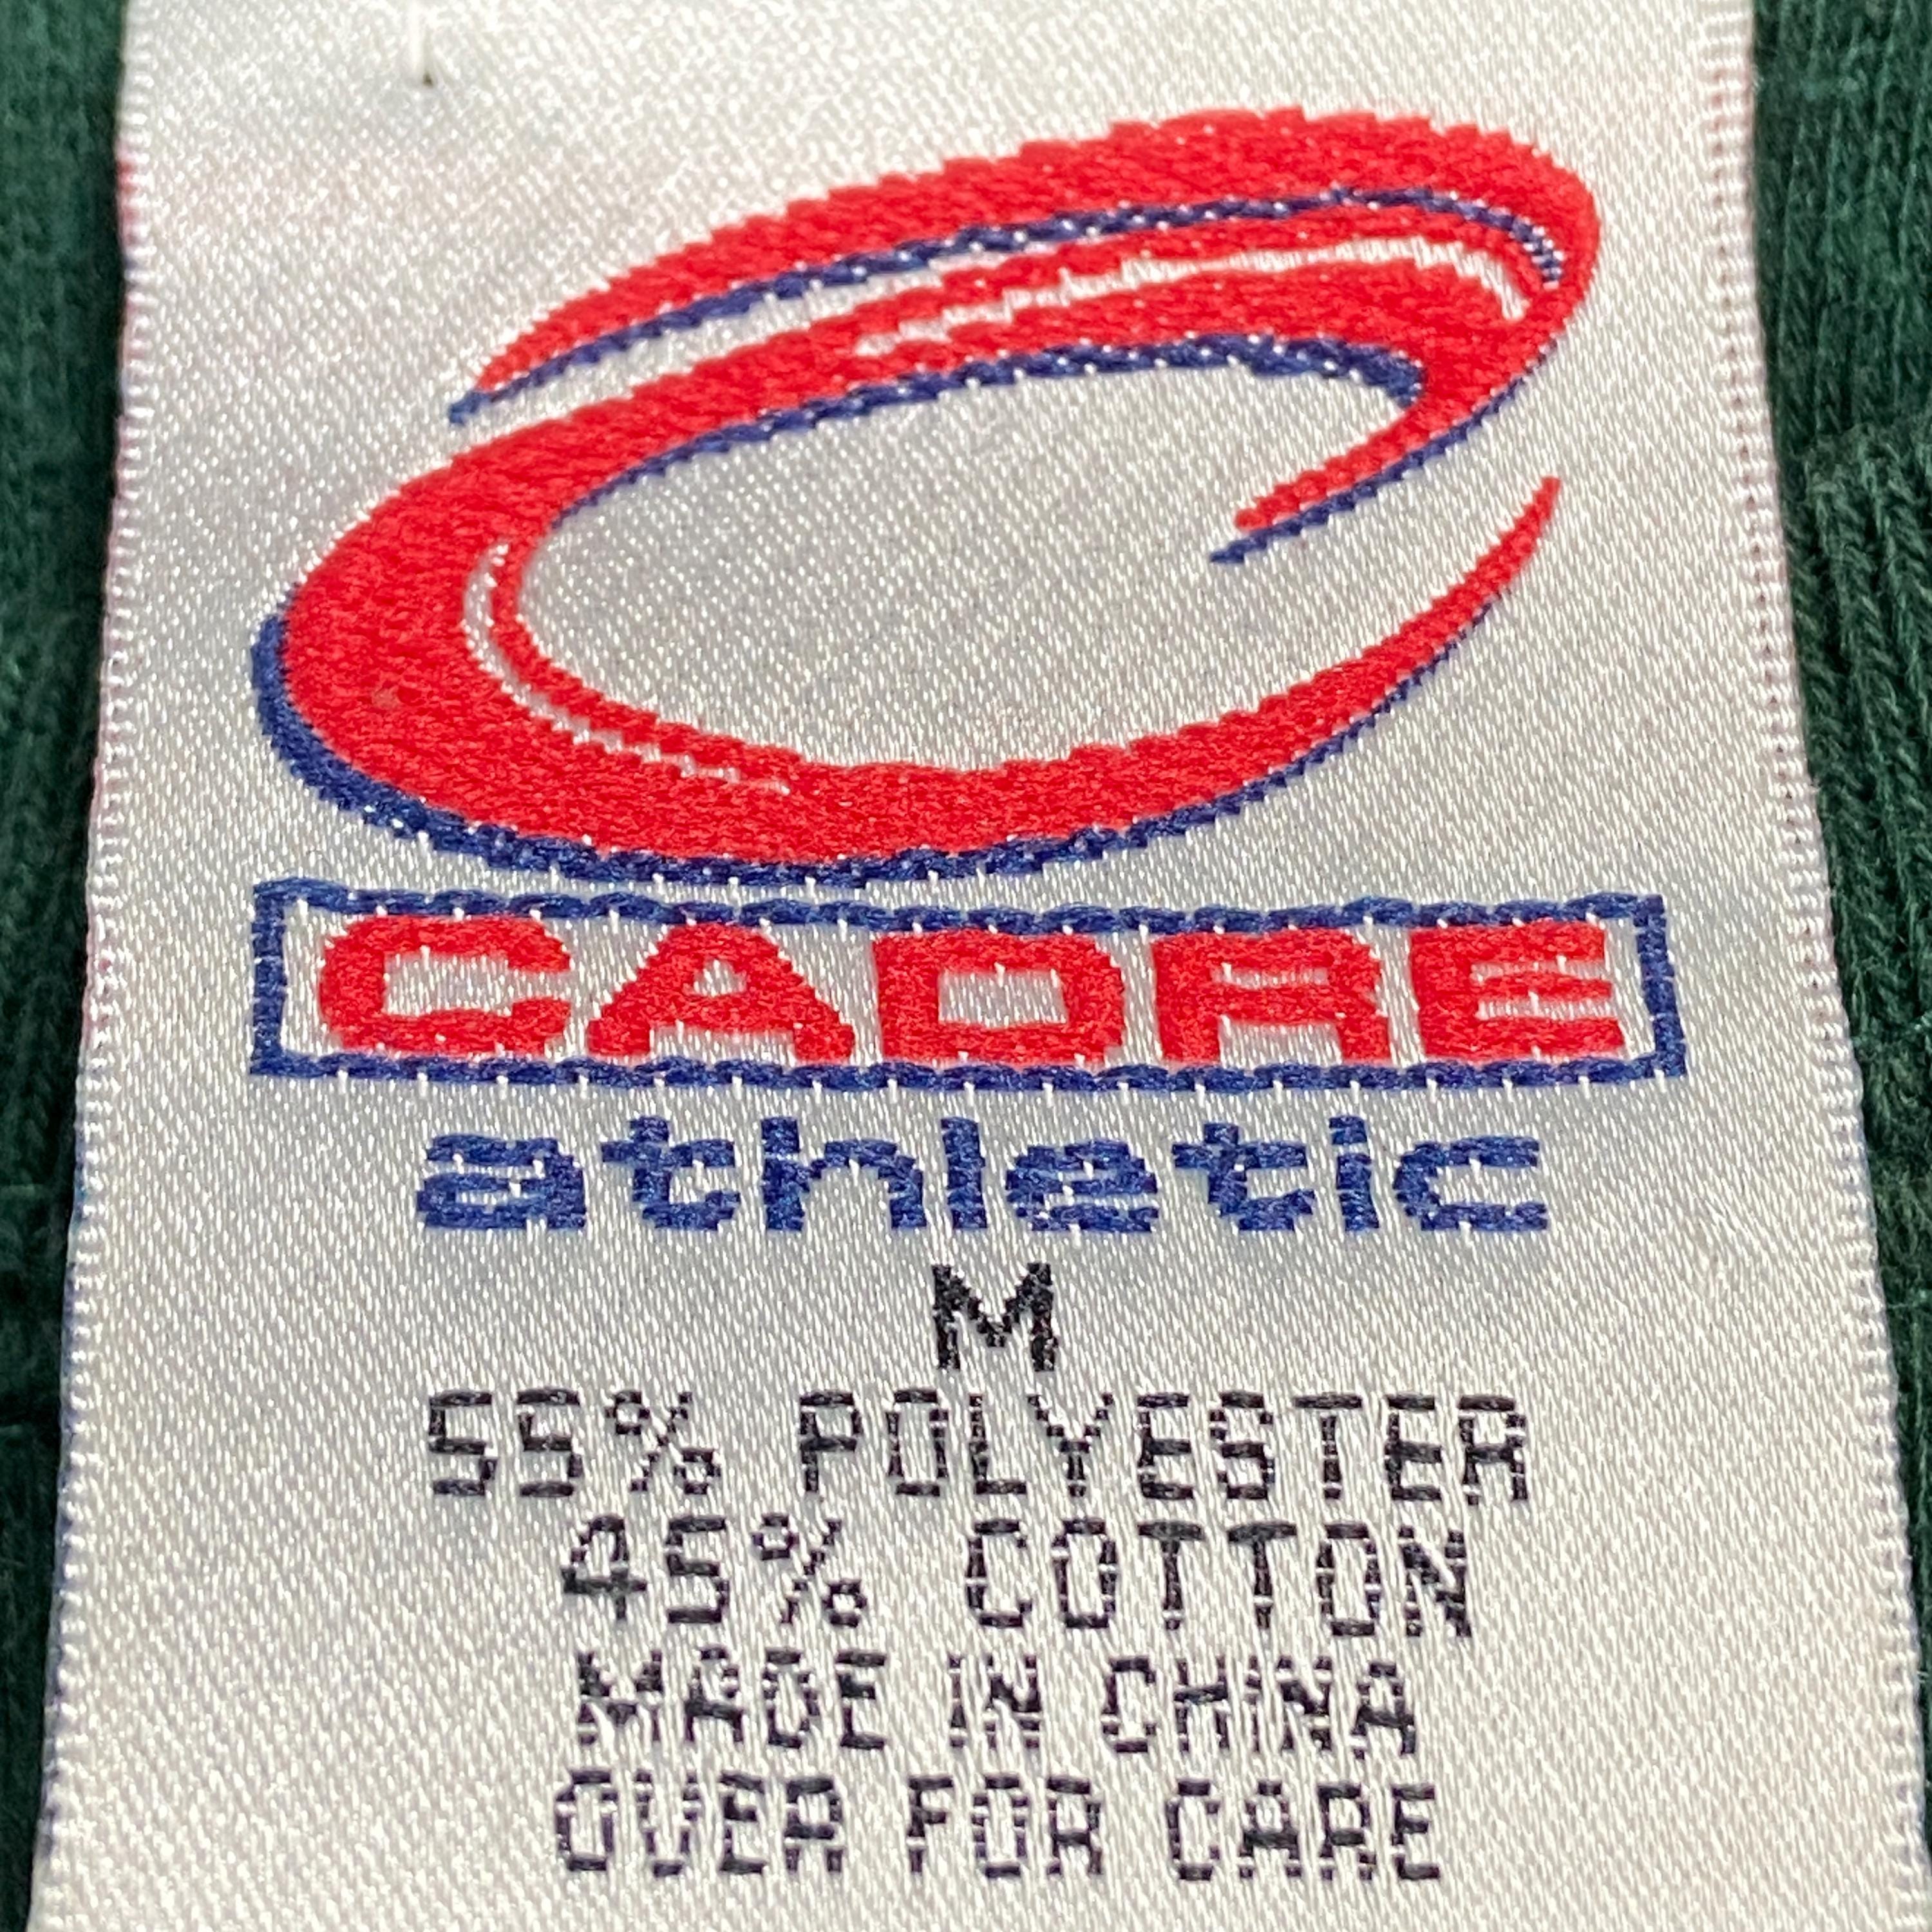 CADRE
athletic
M
55% POLYESTER
45% COTTON
MADE IN CHINA
OVER FOR CARE